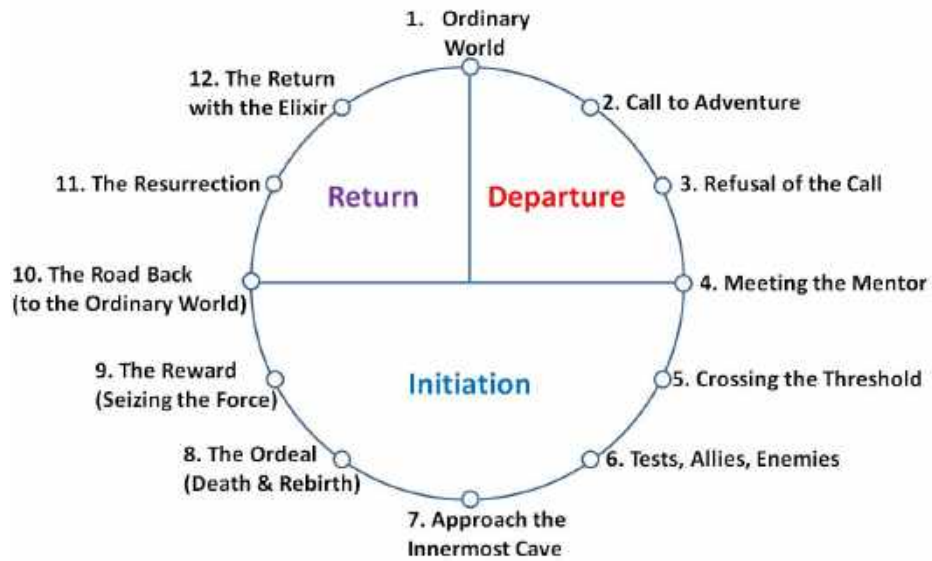 1. Ordinary
World
2. Call to Adventure
3. Refusal of the Call
4. Meeting the Mentor
5. Crossing the Threshold
6. Tests, Allies, Enemies
7. Approach the
Innermost Cave
8. The Ordeal
(Death & Rebirth)
9. The Reward
(Seizing the Force)
10. The Road Back
(to the Ordinary World)
11. The Resurrection
12. The Return
with the Elixir
Return
Departure
Initiation